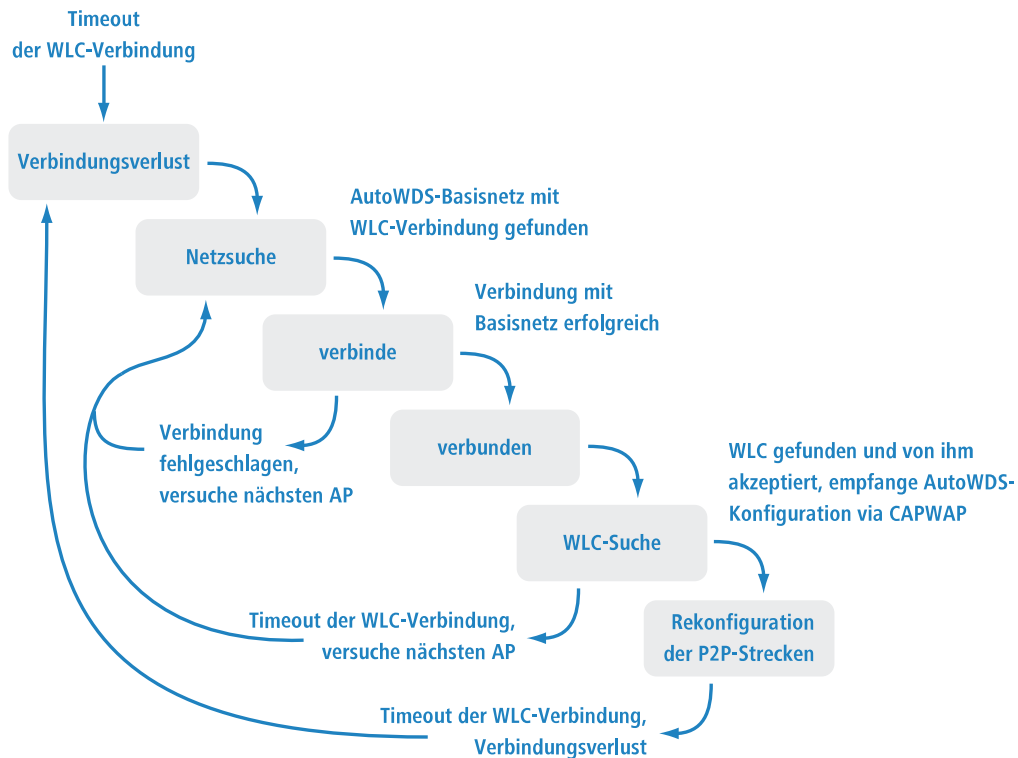 Timeout
der WLC-Verbindung
Verbindungsverlust
AutoWDS-Basisnetz mit
WLC-Verbindung gefunden
Netzsuche
Verbindung mit
Basisnetz erfolgreich
verbinde
Verbindung
fehlgeschlagen,
versuche nächsten AP
verbunden
WLC gefunden und von ihm
akzeptiert, empfange AutoWDS-
Konfiguration via CAPWAP
WLC-Suche
Timeout der WLC-Verbindung,
versuche nächsten AP
Rekonfiguration
der P2P-Strecken
Timeout der WLC-Verbindung,
Verbindungsverlust